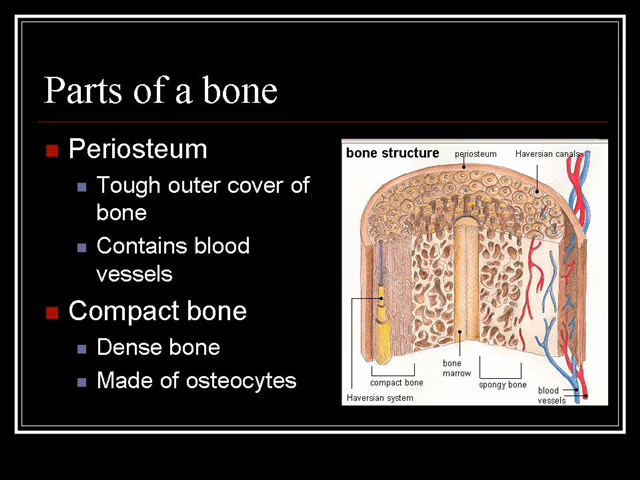 Parts of a bone
Periosteum
Tough outer cover of
bone
Contains blood
vessels
Compact bone
Dense bone
Made of osteocytes
bone structure
periosteum
Haversian canals
compact bone
Haversian system
bone
marrow
spongy bone
blood
vessels